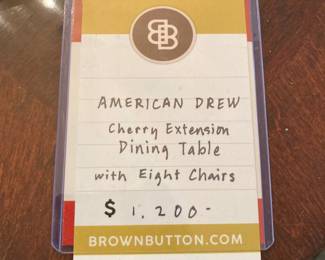 BB
AMERICAN DREW
Cherry Extension
Dining Table
with Eight Chairs
$ 1,200-
BROWNBUTTON.COM